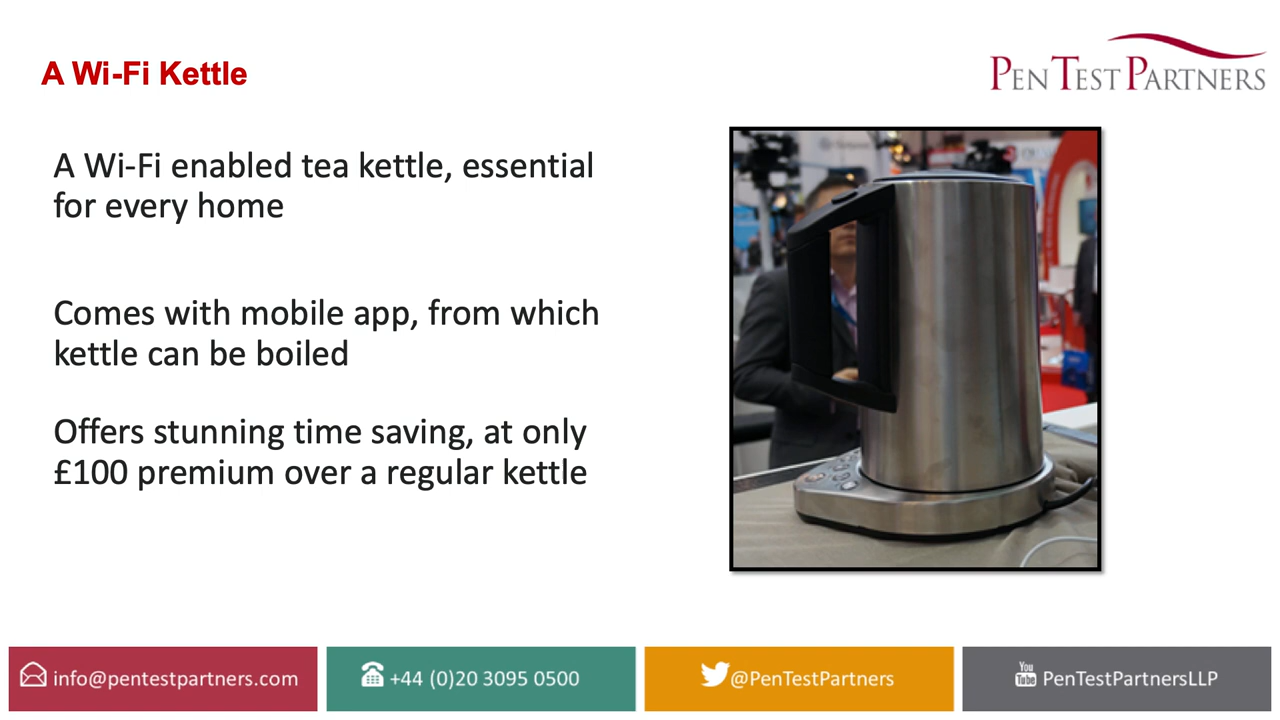 A Wi-Fi Kettle
PEN TEST PARTNERS
A Wi-Fi enabled tea kettle, essential
for every home
Comes with mobile app, from which
kettle can be boiled
Offers stunning time saving, at only
£100 premium over a regular kettle
info@pentestpartners.com
+44 (0)20 3095 0500
@PenTestPartners
You
Tube
PenTestPartnersLLP